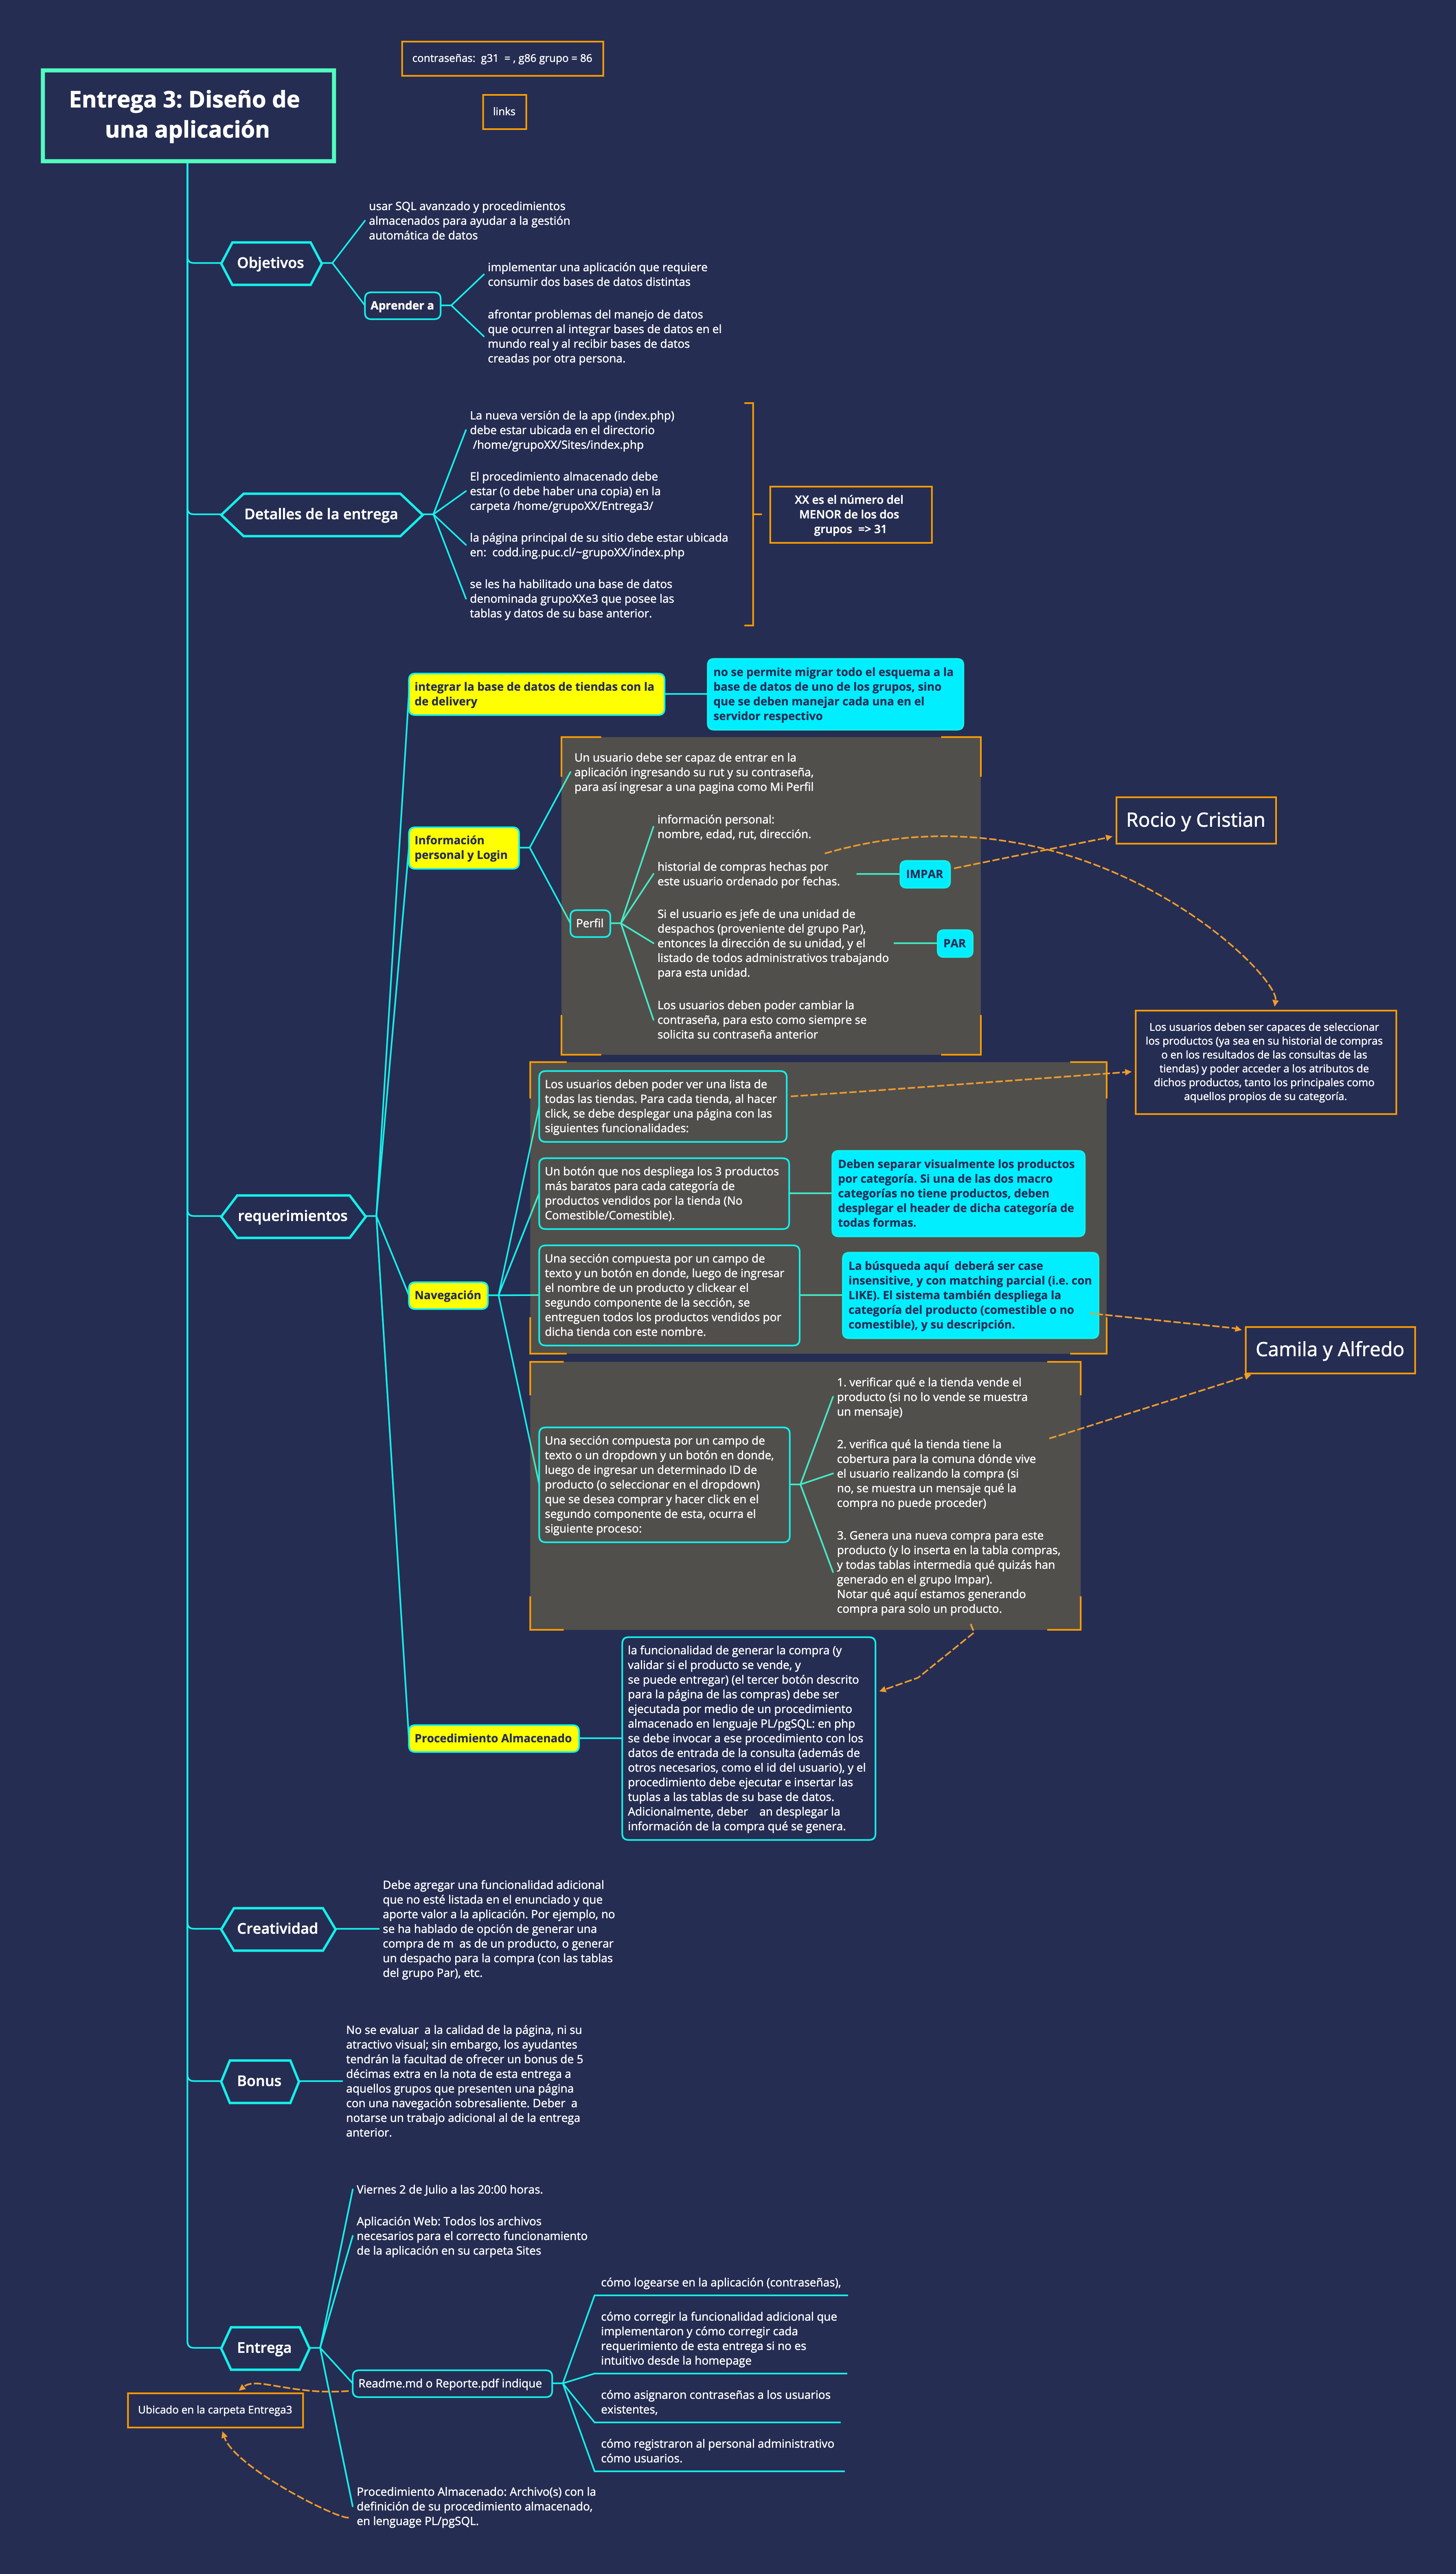 contraseñas:  g31  = , g86 grupo = 86
Entrega 3: Diseño de
una aplicación
links
Objetivos
usar SQL avanzado y procedimientos
almacenados para ayudar a la gestión
automática de datos
Aprender a
implementar una aplicación que requiere
consumir dos bases de datos distintas
afrontar problemas del manejo de datos
que ocurren al integrar bases de datos en el
mundo real y al recibir bases de datos
creadas por otra persona.
Detalles de la entrega
La nueva versión de la app (index.php)
debe estar ubicada en el directorio
/home/grupoXX/Sites/index.php
El procedimiento almacenado debe
estar (o debe haber una copia) en la
carpeta /home/grupoXX/Entrega3/
la página principal de su sitio debe estar ubicada
en:  codd.ing.puc.cl/~grupoXX/index.php
se les ha habilitado una base de datos
denominada grupoXXe3 que posee las
tablas y datos de su base anterior.
XX es el número del
MENOR de los dos
grupos  => 31
requerimientos
integrar la base de datos de tiendas con la
de delivery
no se permite migrar todo el esquema a la
base de datos de uno de los grupos, sino
que se deben manejar cada una en el
servidor respectivo
Información
personal y Login
Un usuario debe ser capaz de entrar en la
aplicación ingresando su rut y su contraseña,
para así ingresar a una pagina como Mi Perfil
Perfil
información personal:
nombre, edad, rut, dirección.
historial de compras hechas por
este usuario ordenado por fechas.
IMPAR
Rocio y Cristian
Si el usuario es jefe de una unidad de
despachos (proveniente del grupo Par),
entonces la dirección de su unidad, y el
listado de todos administrativos trabajando
para esta unidad.
PAR
Los usuarios deben poder cambiar la
contraseña, para esto como siempre se
solicita su contraseña anterior
Los usuarios deben ser capaces de seleccionar
los productos (ya sea en su historial de compras
o en los resultados de las consultas de las
tiendas) y poder acceder a los atributos de
dichos productos, tanto los principales como
aquellos propios de su categoría.
Navegación
Los usuarios deben poder ver una lista de
todas las tiendas. Para cada tienda, al hacer
click, se debe desplegar una página con las
siguientes funcionalidades:
Un botón que nos despliega los 3 productos
más baratos para cada categoría de
productos vendidos por la tienda (No
Comestible/Comestible).
Deben separar visualmente los productos
por categoría. Si una de las dos macro
categorías no tiene productos, deben
desplegar el header de dicha categoría de
todas formas.
Una sección compuesta por un campo de
texto y un botón en donde, luego de ingresar
el nombre de un producto y clickear el
segundo componente de la sección, se
entreguen todos los productos vendidos por
dicha tienda con este nombre.
La búsqueda aquí  deberá ser case
insensitive, y con matching parcial (i.e. con
LIKE). El sistema también despliega la
categoría del producto (comestible o no
comestible), y su descripción.
Camila y Alfredo
Una sección compuesta por un campo de
texto o un dropdown y un botón en donde,
luego de ingresar un determinado ID de
producto (o seleccionar en el dropdown)
que se desea comprar y hacer click en el
segundo componente de esta, ocurra el
siguiente proceso:
1. verificar qué e la tienda vende el
producto (si no lo vende se muestra
un mensaje)
2. verifica qué la tienda tiene la
cobertura para la comuna dónde vive
el usuario realizando la compra (si
no, se muestra un mensaje qué la
compra no puede proceder)
3. Genera una nueva compra para este
producto (y lo inserta en la tabla compras,
y todas tablas intermedia qué quizás han
generado en el grupo Impar).
Notar qué aquí estamos generando
compra para solo un producto.
Procedimiento Almacenado
la funcionalidad de generar la compra (y
validar si el producto se vende, y
se puede entregar) (el tercer botón descrito
para la página de las compras) debe ser
ejecutada por medio de un procedimiento
almacenado en lenguaje PL/pgSQL: en php
se debe invocar a ese procedimiento con los
datos de entrada de la consulta (además de
otros necesarios, como el id del usuario), y el
procedimiento debe ejecutar e insertar las
tuplas a las tablas de su base de datos.
Adicionalmente, deber    an desplegar la
información de la compra qué se genera.
Creatividad
Debe agregar una funcionalidad adicional
que no esté listada en el enunciado y que
aporte valor a la aplicación. Por ejemplo, no
se ha hablado de opción de generar una
compra de m  as de un producto, o generar
un despacho para la compra (con las tablas
del grupo Par), etc.
Bonus
No se evaluar  a la calidad de la página, ni su
atractivo visual; sin embargo, los ayudantes
tendrán la facultad de ofrecer un bonus de 5
décimas extra en la nota de esta entrega a
aquellos grupos que presenten una página
con una navegación sobresaliente. Deber  a
notarse un trabajo adicional al de la entrega
anterior.
Entrega
Viernes 2 de Julio a las 20:00 horas.
Aplicación Web: Todos los archivos
necesarios para el correcto funcionamiento
de la aplicación en su carpeta Sites
Readme.md o Reporte.pdf indique
cómo logearse en la aplicación (contraseñas),
cómo corregir la funcionalidad adicional que
implementaron y cómo corregir cada
requerimiento de esta entrega si no es
intuitivo desde la homepage
cómo asignaron contraseñas a los usuarios
existentes,
cómo registraron al personal administrativo
cómo usuarios.
Ubicado en la carpeta Entrega3
Procedimiento Almacenado: Archivo(s) con la
definición de su procedimiento almacenado,
en lenguage PL/pgSQL.